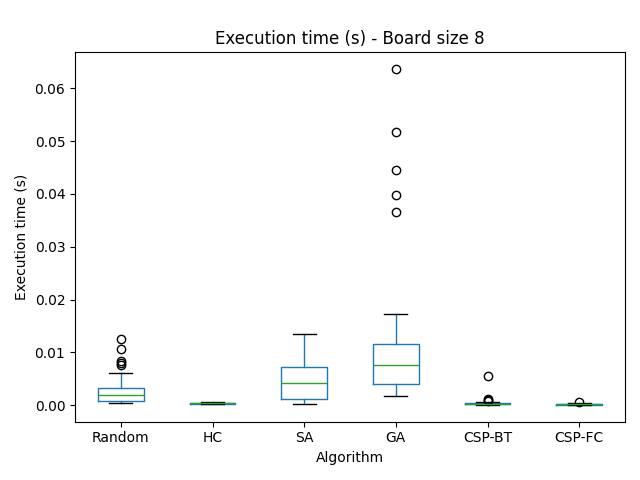 Execution time (s) - Board size 8
Execution time (s)
0.06
0.05
0.04
0.03
0.02
0.01
0.00
Random HC SA GA CSP-BT CSP-FC
Algorithm